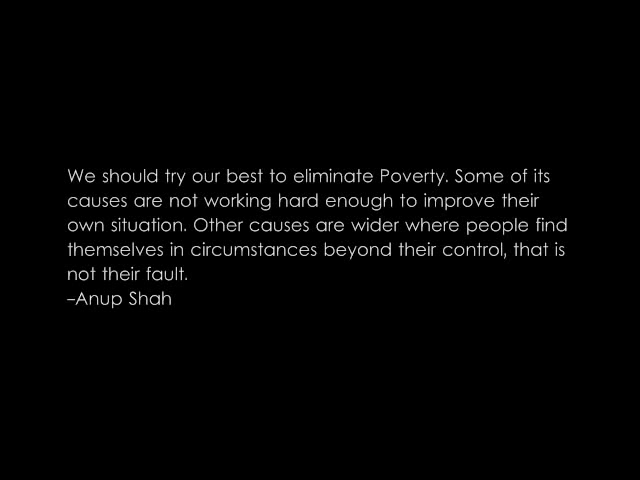 We should try our best to eliminate Poverty. Some of its
causes are not working hard enough to improve their
own situation. Other causes are wider where people find
themselves in circumstances beyond their control, that is
not their fault.
-Anup Shah